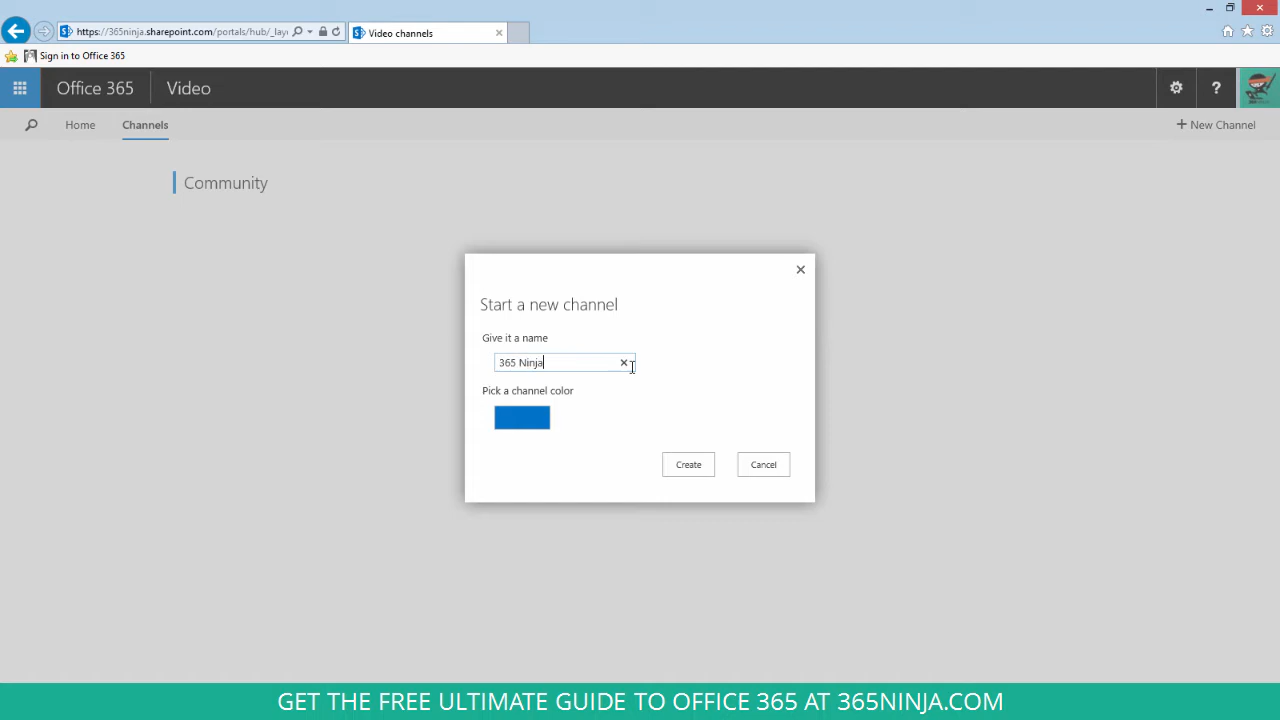 https://365ninja.sharepoint.com/portals/hub/_layo
Video channels
Sign in to Office 365
Office 365
Video
?
Home
Channels
+ New Channel
Community
Start a new channel
Give it a name
365 Ninja
Pick a channel color
Create
Cancel
GET THE FREE ULTIMATE GUIDE TO OFFICE 365 AT 365NINJA.COM